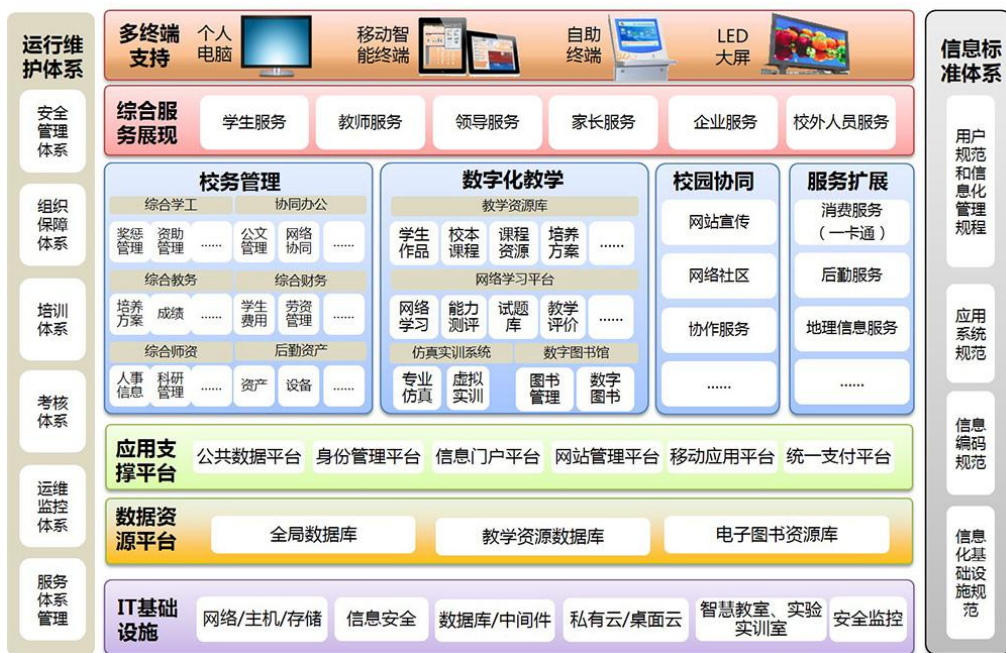 运行维
护体系
安全
管理
体系
组织
保障
体系
培训
体系
考核
体系
运维
监控
体系
服务
体系
管理
多终端
支持
个人
电脑
移动智
能终端
自助
终端
LED
大屏
综合服
务展现
学生服务
教师服务
领导服务
家长服务
企业服务
校外人员服务
校务管理
综合学工
协同办公
奖惩
管理
资助
管理
......
公文
管理
网络
协同
......
综合教务
综合财务
培养
方案
成绩
......
学生
费用
劳资
管理
......
综合师资
后勤资产
人事
信息
科研
管理
......
资产
设备
......
数字化教学
教学资源库
学生
作品
校本
课程
课程
资源
培养
方案
......
网络学习平台
网络
学习
能力
测评
试题
库
教学
评价
......
仿真实训系统
数字图书馆
专业
仿真
虚拟
实训
图书
管理
数字
图书
校园协同
网站宣传
网络社区
协作服务
......
服务扩展
消费服务
（一卡通）
后勤服务
地理信息服务
......
应用支
撑平台
公共数据平台
身份管理平台
信息门户平台
网站管理平台
移动应用平台
统一支付平台
数据资
源平台
全局数据库
教学资源数据库
电子图书资源库
IT基础
设施
网络/主机/存储
信息安全
数据库/中间件
私有云/桌面云
智慧教室、实验
实训室
安全监控
信息标
准体系
用户
规范
和信
息化
管理
规程
应用
系统
规范
信息
编码
规范
信息
化基
础设
施规
范